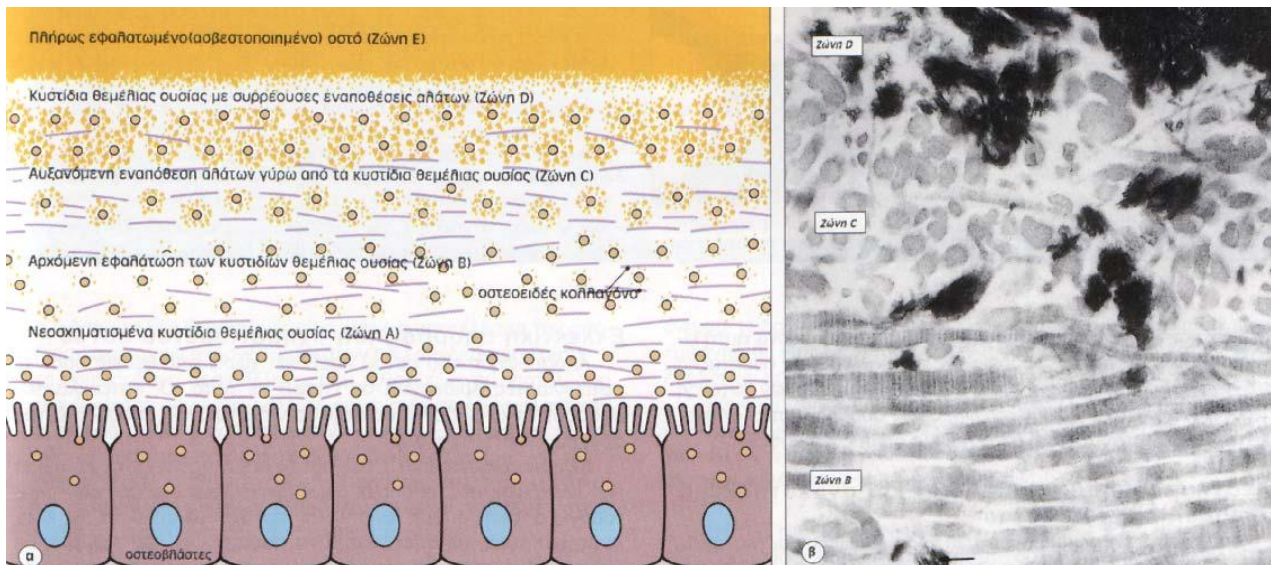 Πλήρως εφαλατωμένο(ασβεστοποιημένο) οστό (Ζώνη Ε)
Κυστίδια θεμέλιας ουσίας με συρρέουσες εναποθέσεις αλάτων (Ζώνη D)
Αυξανόμενη εναπόθεση αλάτων γύρω από τα κυστίδια θεμέλιας ουσίας (Ζώνη C)
Αρχόμενη εφαλάτωση των κυστιδίων θεμέλιας ουσίας (Ζώνη Β)
οστεοειδές κολλαγόνο
Νεοσχηματισμένα κυστίδια θεμέλιας ουσίας (Ζώνη Α)
οστεοβλάστες
α
Ζώνη D
Ζώνη C
Ζώνη Β
β